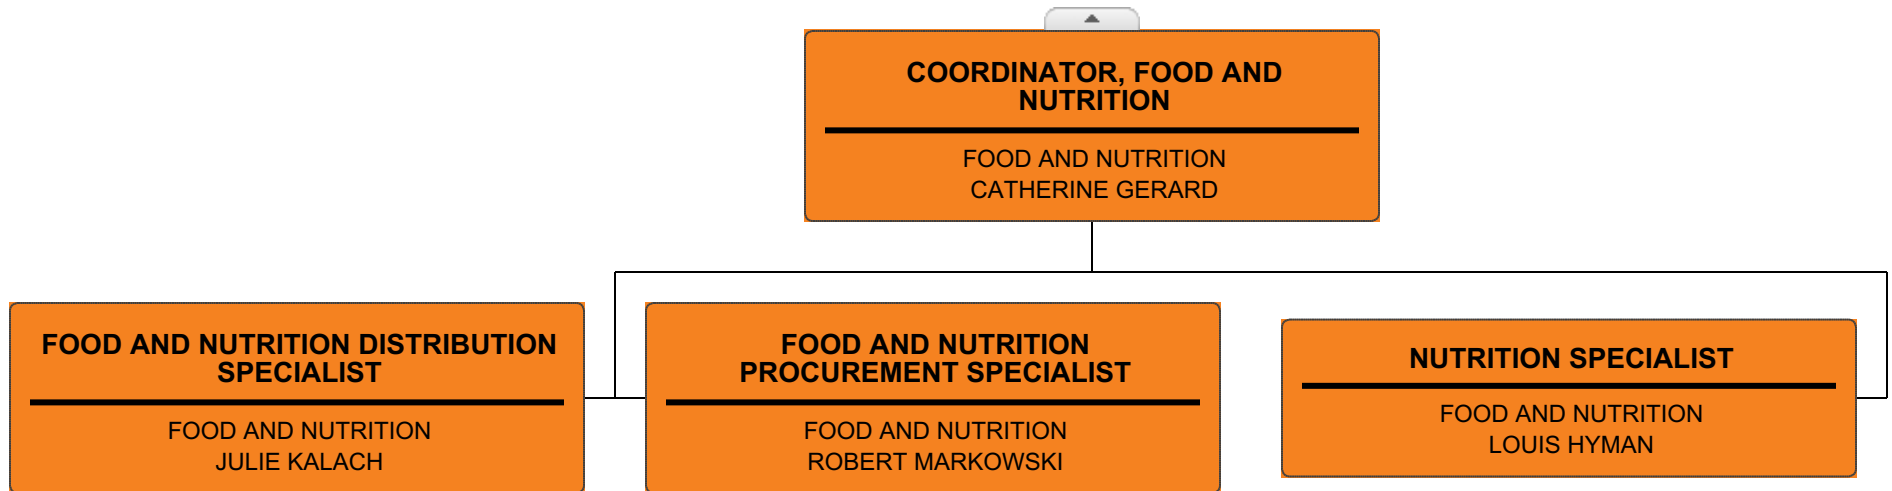 COORDINATOR, FOOD AND
NUTRITION
FOOD AND NUTRITION
CATHERINE GERARD
FOOD AND NUTRITION DISTRIBUTION
SPECIALIST
FOOD AND NUTRITION
JULIE KALACH
FOOD AND NUTRITION
PROCUREMENT SPECIALIST
FOOD AND NUTRITION
ROBERT MARKOWSKI
NUTRITION SPECIALIST
FOOD AND NUTRITION
LOUIS HYMAN